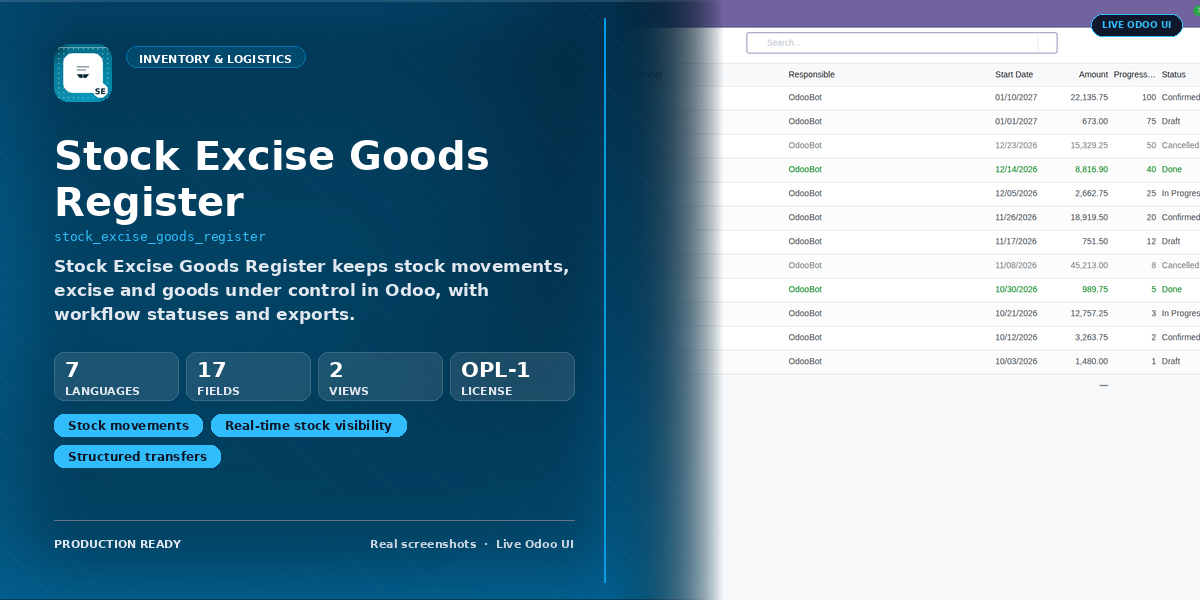 SE
INVENTORY & LOGISTICS
Stock Excise Goods
Register
stock_excise_goods_register
Stock Excise Goods Register keeps stock movements,
excise and goods under control in Odoo, with
workflow statuses and exports.
7
LANGUAGES
17
FIELDS
2
VIEWS
OPL-1
LICENSE
Stock movements
Real-time stock visibility
Structured transfers
PRODUCTION READY
Real screenshots · Live Odoo UI
LIVE ODOO UI
Search...
Responsible Start Date Amount Progress... Status
OdooBot 01/10/2027 22,135.75 100 Confirmed
OdooBot 01/01/2027 673.00 75 Draft
OdooBot 12/23/2026 15,329.25 50 Cancelled
OdooBot 12/14/2026 8,816.90 40 Done
OdooBot 12/05/2026 2,662.75 25 In Progres
OdooBot 11/26/2026 18,919.50 20 Confirmed
OdooBot 11/17/2026 751.50 12 Draft
OdooBot 11/08/2026 45,213.00 8 Cancelled
OdooBot 10/30/2026 989.75 5 Done
OdooBot 10/21/2026 12,757.25 3 In Progres
OdooBot 10/12/2026 3,263.75 2 Confirmed
OdooBot 10/03/2026 1,480.00 1 Draft
—